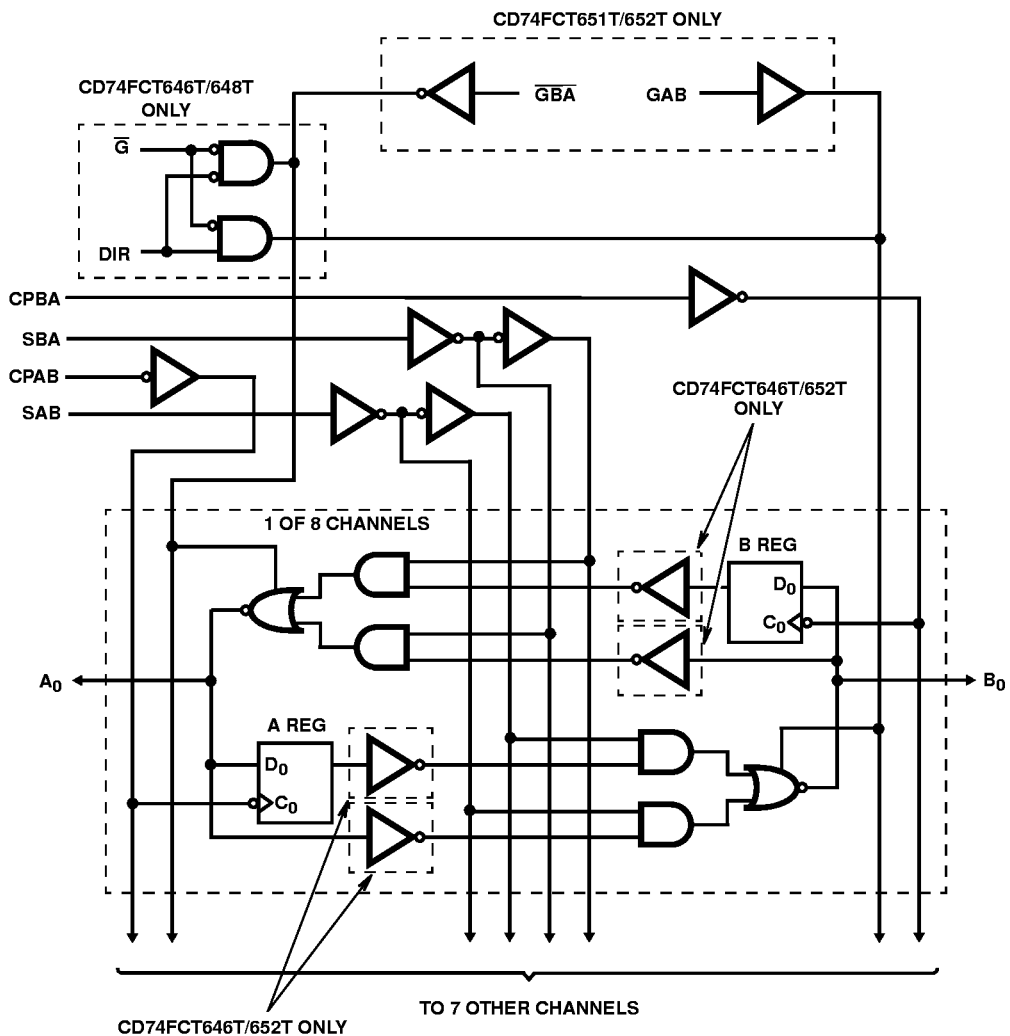 CD74FCT651T/652T ONLY
CD74FCT646T/648T
ONLY
G̅B̅A̅
GAB
G̅
DIR
CPBA
SBA
CPAB
SAB
CD74FCT646T/652T
ONLY
1 OF 8 CHANNELS
B REG
D₀
C₀
A₀
B₀
A REG
D₀
C₀
TO 7 OTHER CHANNELS
CD74FCT646T/652T ONLY